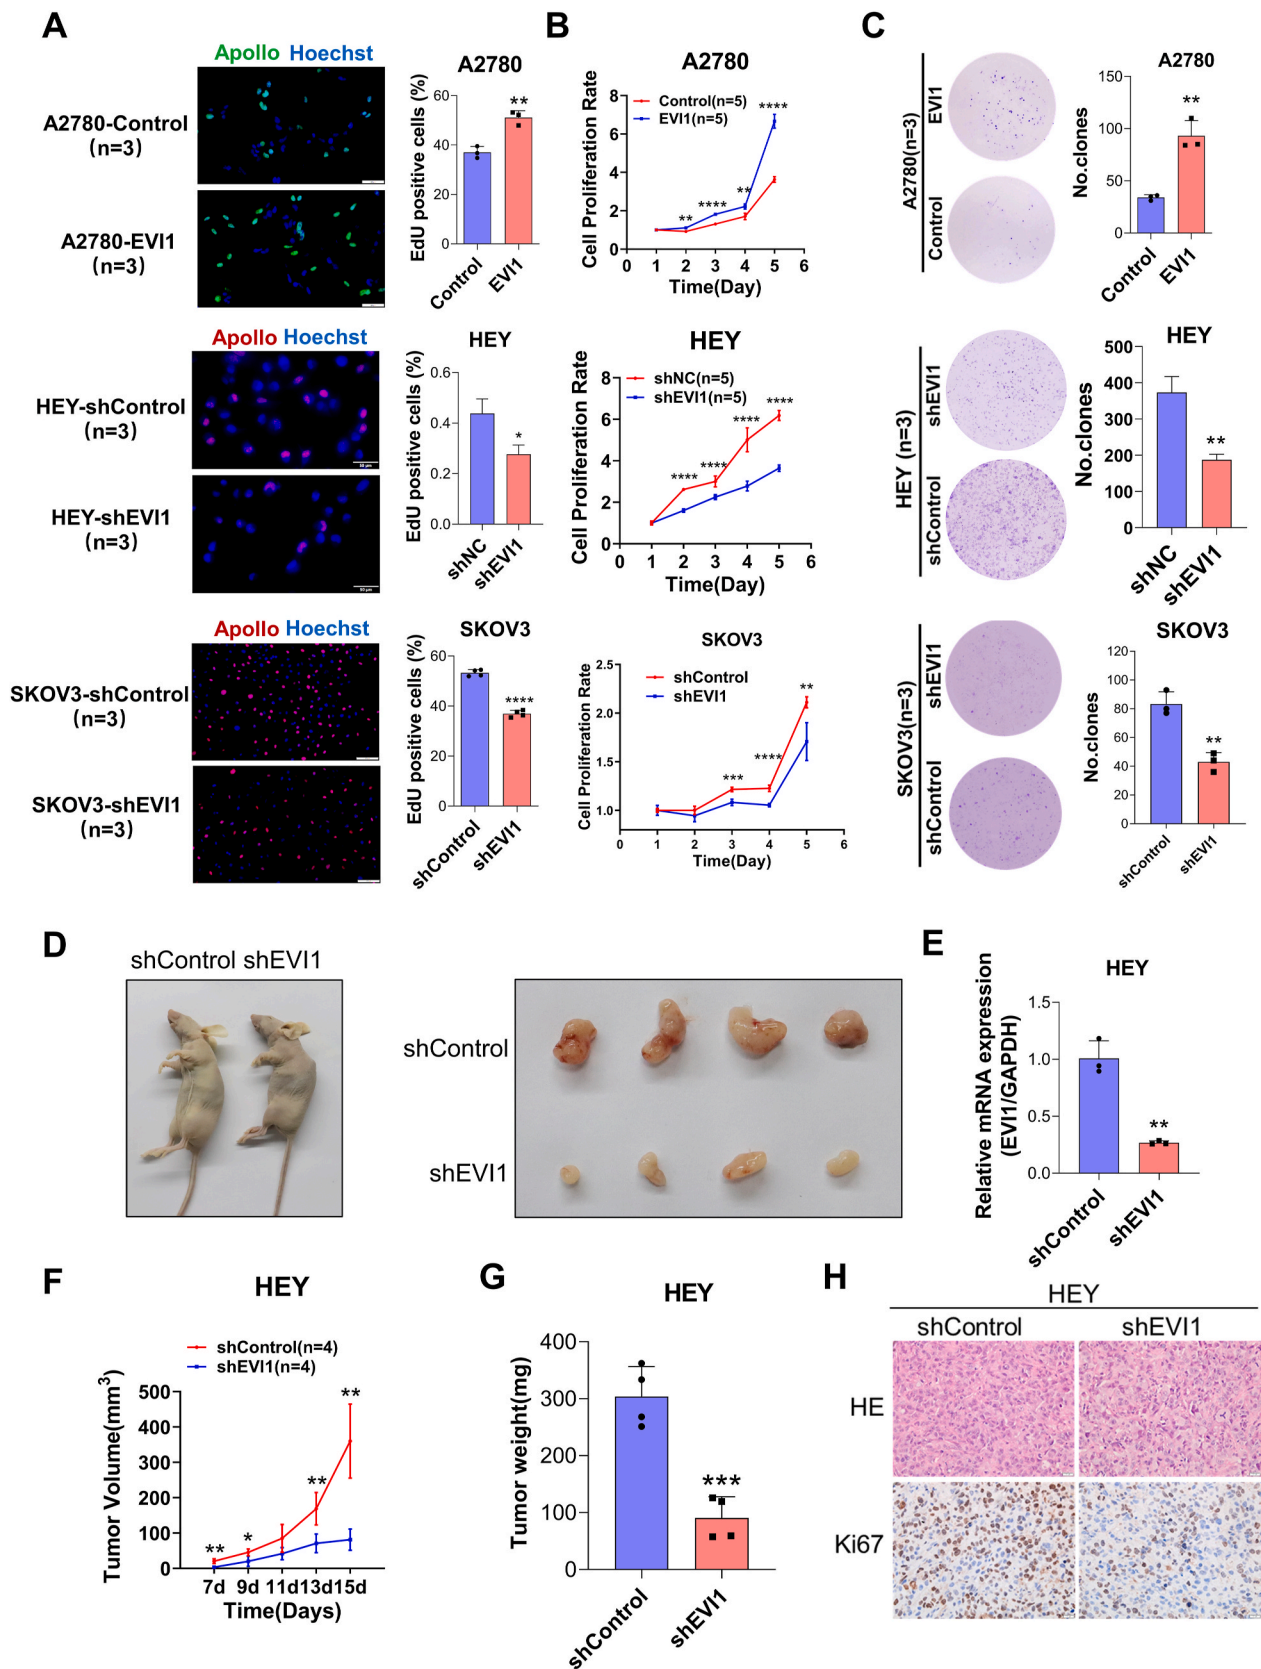 A
Apollo Hoechst
A2780-Control
(n=3)
A2780-EVI1
(n=3)
A2780
EdU positive cells (%)
60
40
20
0
**
Control
EVI1
Apollo Hoechst
HEY-shControl
(n=3)
HEY-shEVI1
(n=3)
50 μm
50 μm
HEY
EdU positive cells (%)
0.6
0.4
0.2
0.0
*
shNC
shEVI1
Apollo Hoechst
SKOV3-shControl
(n=3)
SKOV3-shEVI1
(n=3)
SKOV3
EdU positive cells (%)
60
40
20
0
****
shControl
shEVI1
B
A2780
Control(n=5)
EVI1(n=5)
Cell Proliferation Rate
8
6
4
2
0
** **** ** ****
0 1 2 3 4 5 6
Time(Day)
HEY
shNC(n=5)
shEVI1(n=5)
Cell Proliferation Rate
8
6
4
2
0
**** **** **** ****
0 1 2 3 4 5 6
Time(Day)
SKOV3
shControl
shEVI1
Cell Proliferation Rate
2.5
2.0
1.5
1.0
*** **** **
0 1 2 3 4 5 6
Time(Day)
C
A2780(n=3)
EVI1
Control
A2780
No.clones
150
100
50
0
**
Control
EVI1
HEY (n=3)
shEVI1
shControl
HEY
No.clones
500
400
300
200
100
0
**
shNC
shEVI1
SKOV3(n=3)
shEVI1
shControl
SKOV3
No.clones
120
100
80
60
40
20
0
**
shControl
shEVI1
D
shControl shEVI1
shControl
shEVI1
E
HEY
Relative mRNA expression
(EVI1/GAPDH)
1.5
1.0
0.5
0.0
**
shControl
shEVI1
F
HEY
shControl(n=4)
shEVI1(n=4)
Tumor Volume(mm3)
500
400
300
200
100
0
** * ** **
7d 9d 11d 13d 15d
Time(Days)
G
HEY
Tumor weight(mg)
400
300
200
100
0
***
shControl
shEVI1
H
HEY
shControl shEVI1
HE
Ki67